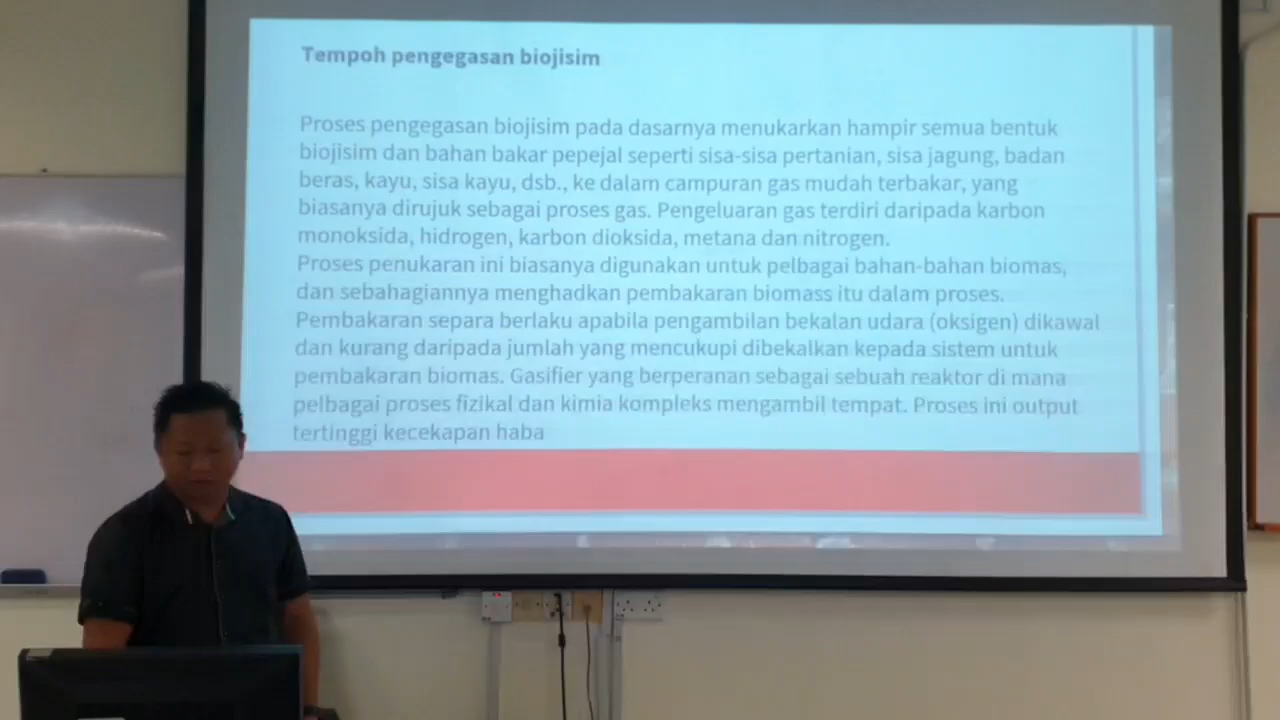 Tempoh pengegasan biojisim
Proses pengegasan biojisim pada dasarnya menukarkan hampir semua bentuk
biojisim dan bahan bakar pepejal seperti sisa-sisa pertanian, sisa jagung, badan
beras, kayu, sisa kayu, dsb., ke dalam campuran gas mudah terbakar, yang
biasanya dirujuk sebagai proses gas. Pengeluaran gas terdiri daripada karbon
monoksida, hidrogen, karbon dioksida, metana dan nitrogen.
Proses penukaran ini biasanya digunakan untuk pelbagai bahan-bahan biomas,
dan sebahagiannya menghadkan pembakaran biomass itu dalam proses.
Pembakaran separa berlaku apabila pengambilan bekalan udara (oksigen) dikawal
dan kurang daripada jumlah yang mencukupi dibekalkan kepada sistem untuk
pembakaran biomas. Gasifier yang berperanan sebagai sebuah reaktor di mana
pelbagai proses fizikal dan kimia kompleks mengambil tempat. Proses ini output
tertinggi kecekapan haba